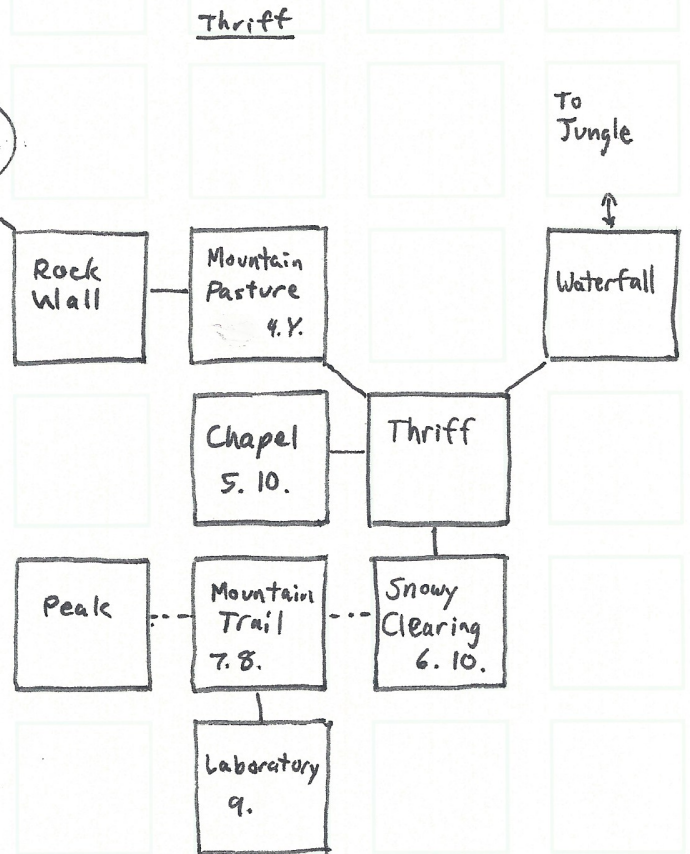 Thriff
To
Jungle
Rock
Wall
Mountain
Pasture
4. Y.
Waterfall
Chapel
5. 10.
Thriff
Peak
Mountain
Trail
7. 8.
Snowy
Clearing
6. 10.
Laboratory
9.